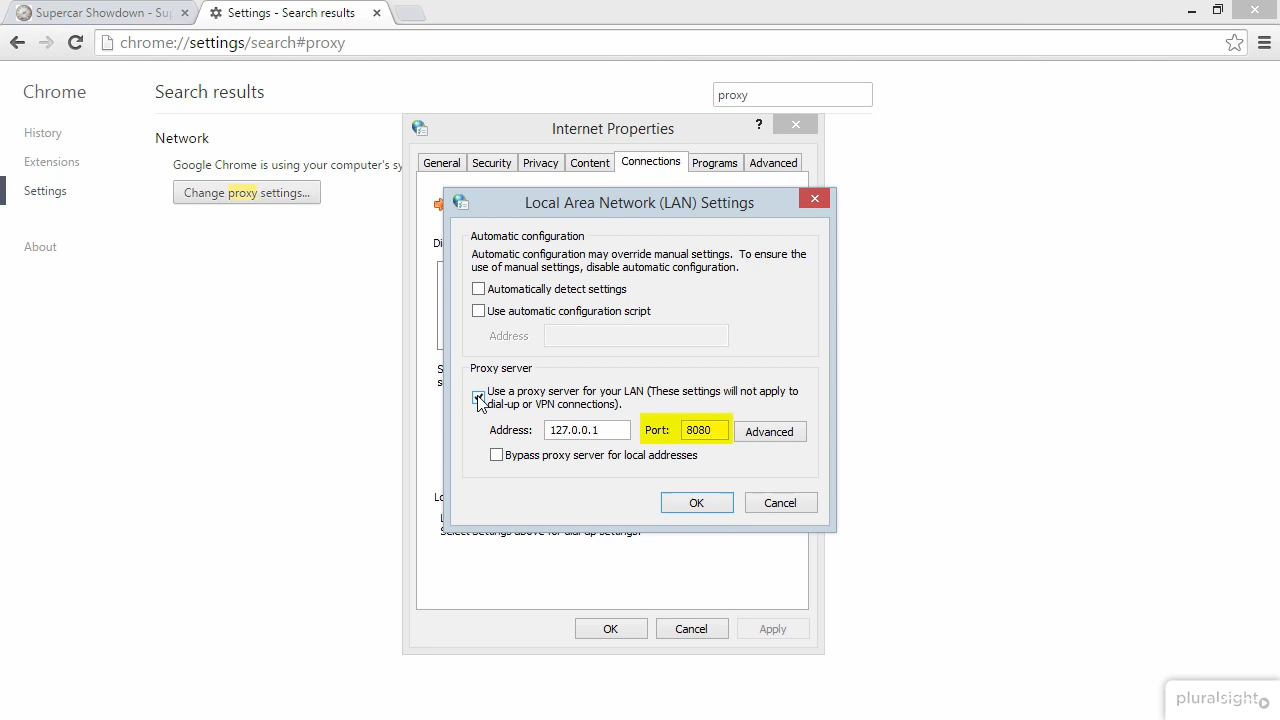 Supercar Showdown - Su
Settings - Search results
chrome://settings/search#proxy
Chrome
Search results
proxy
History
Extensions
Settings
About
Network
Google Chrome is using your computer's sy
Change proxy settings...
Internet Properties
?
General Security Privacy Content Connections Programs Advanced
Local Area Network (LAN) Settings
Automatic configuration
Automatic configuration may override manual settings. To ensure the
use of manual settings, disable automatic configuration.
Automatically detect settings
Use automatic configuration script
Address
Proxy server
Use a proxy server for your LAN (These settings will not apply to
dial-up or VPN connections).
Address: 127.0.0.1 Port: 8080 Advanced
Bypass proxy server for local addresses
OK Cancel
OK Cancel Apply
pluralsight